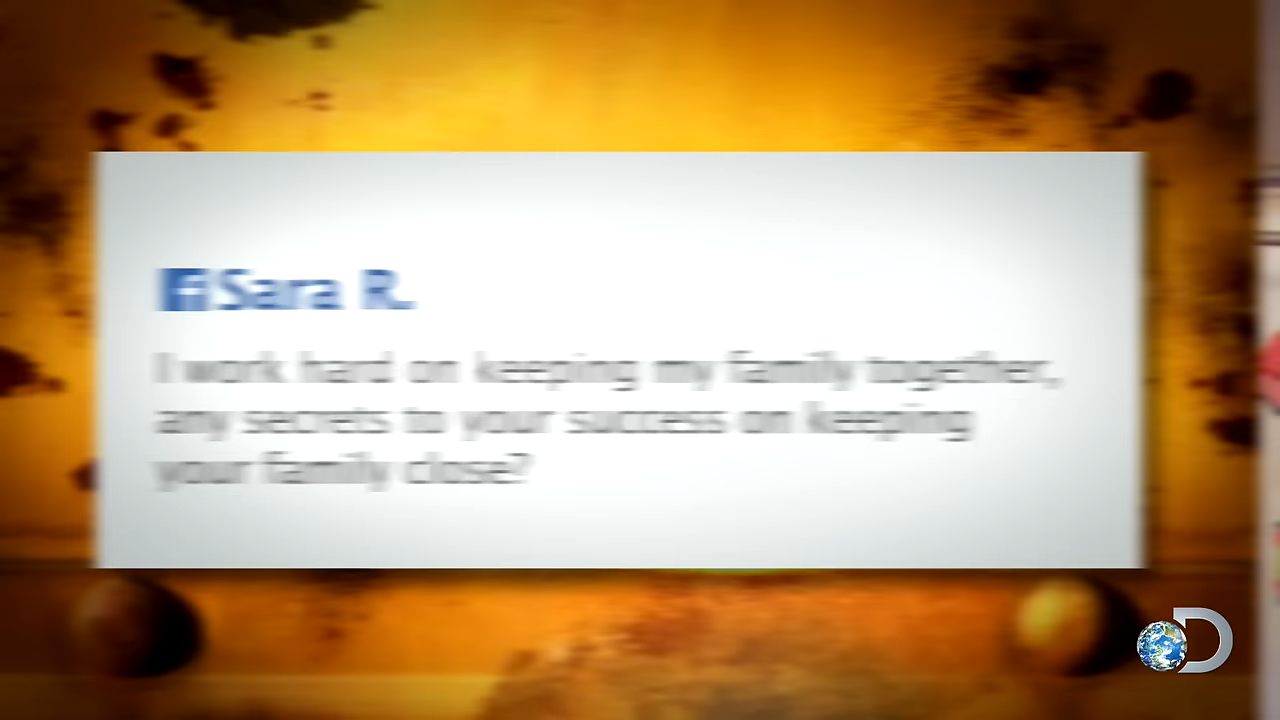 Sara R.
I work hard on keeping my family together,
any secrets to your success on keeping
your family close?